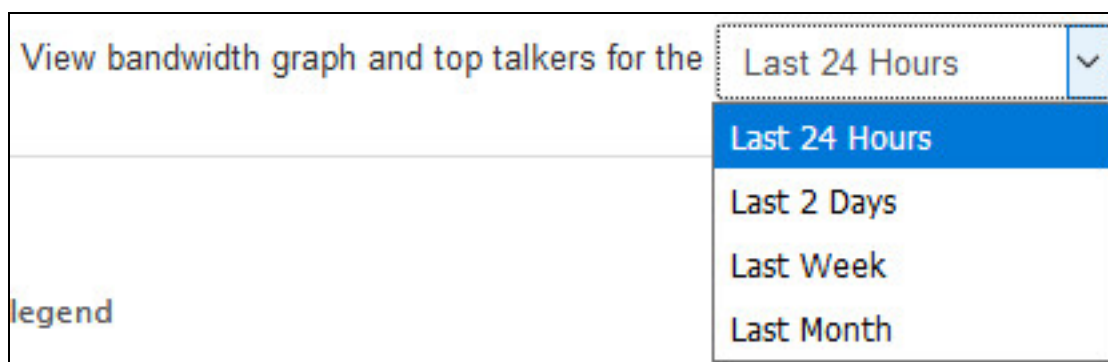 View bandwidth graph and top talkers for the Last 24 Hours
Last 24 Hours
Last 2 Days
Last Week
legend
Last Month